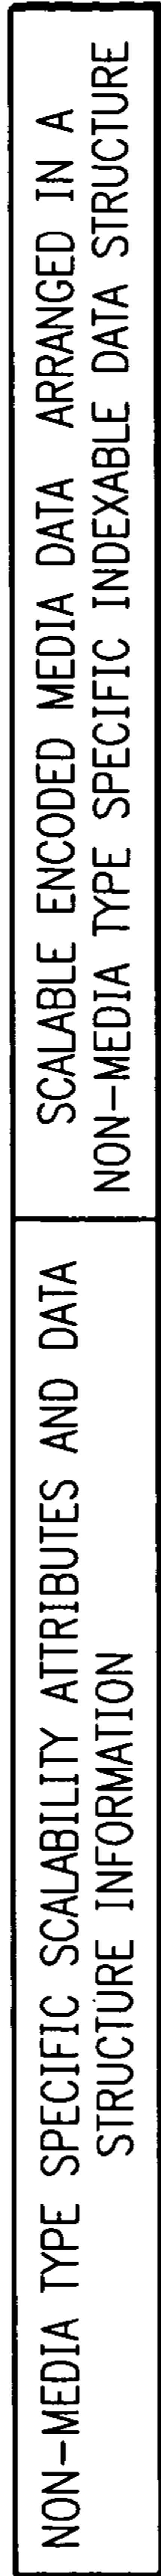 NON-MEDIA TYPE SPECIFIC SCALABILITY ATTRIBUTES AND DATA
STRUCTURE INFORMATION
SCALABLE ENCODED MEDIA DATA ARRANGED IN A
NON-MEDIA TYPE SPECIFIC INDEXABLE DATA STRUCTURE